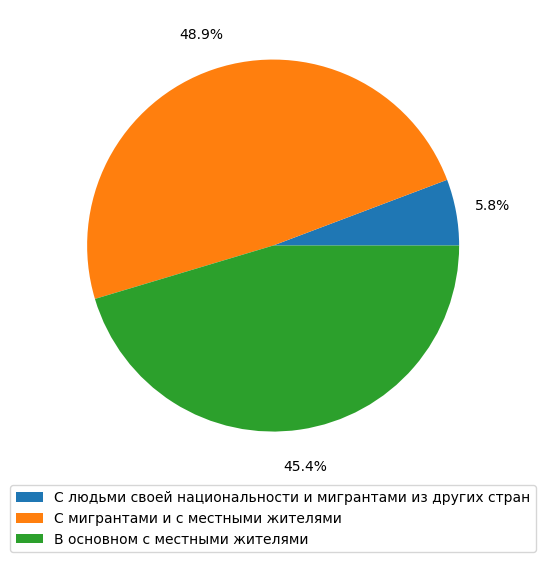 48.9%
5.8%
45.4%
С людьми своей национальности и мигрантами из других стран
С мигрантами и с местными жителями
В основном с местными жителями